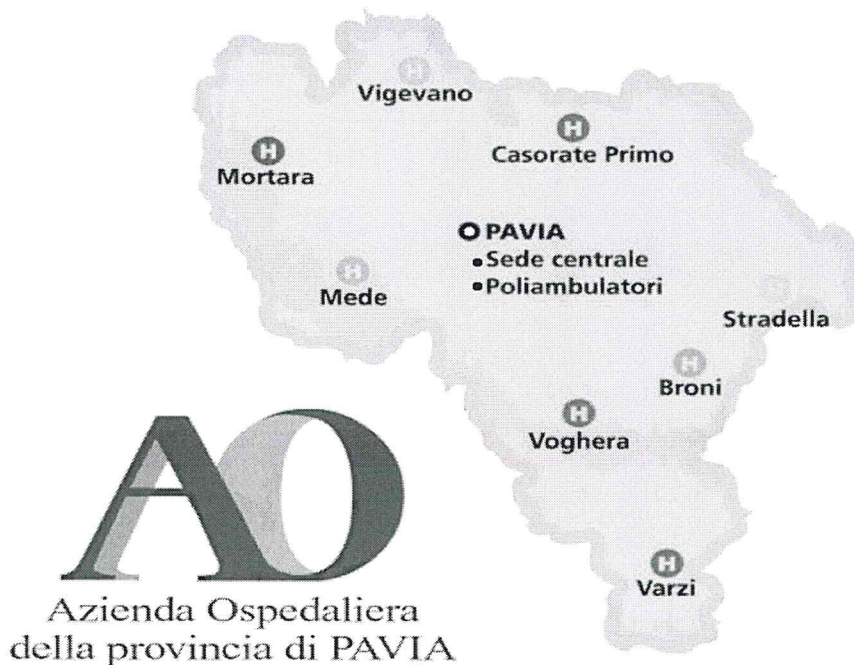 H
Vigevano
H
Casorate Primo
H
Mortara
PAVIA
•Sede centrale
•Poliambulatori
H
Mede
H
Stradella
H
Broni
H
Voghera
H
Varzi
AO
Azienda Ospedaliera
della provincia di PAVIA